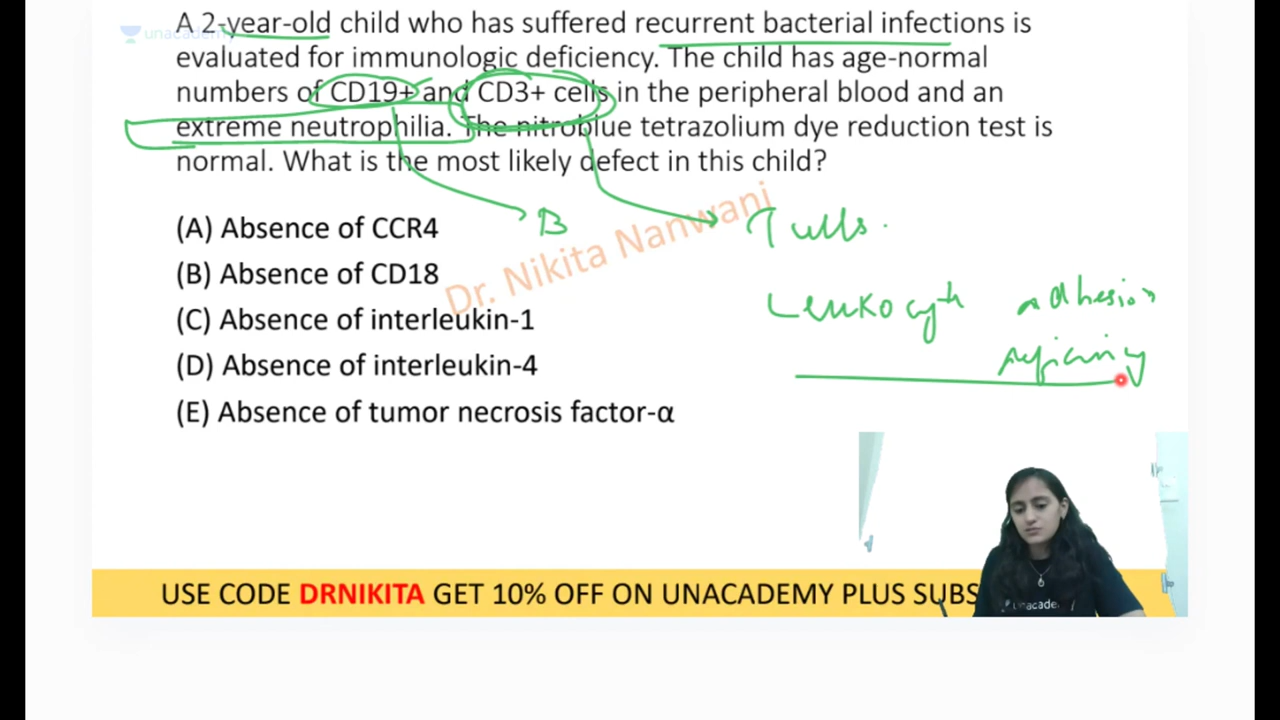 A 2-year-old child who has suffered recurrent bacterial infections is
unacademy
evaluated for immunologic deficiency. The child has age-normal
numbers of CD19+ and CD3+ cells in the peripheral blood and an
extreme neutrophilia. The nitroblue tetrazolium dye reduction test is
normal. What is the most likely defect in this child?
(A) Absence of CCR4
B
T cells.
(B) Absence of CD18
Dr. Nikita Nanwani
(C) Absence of interleukin-1
Leukocyte adhesion
deficiency
(D) Absence of interleukin-4
(E) Absence of tumor necrosis factor-α
USE CODE DRNIKITA GET 10% OFF ON UNACADEMY PLUS SUBS